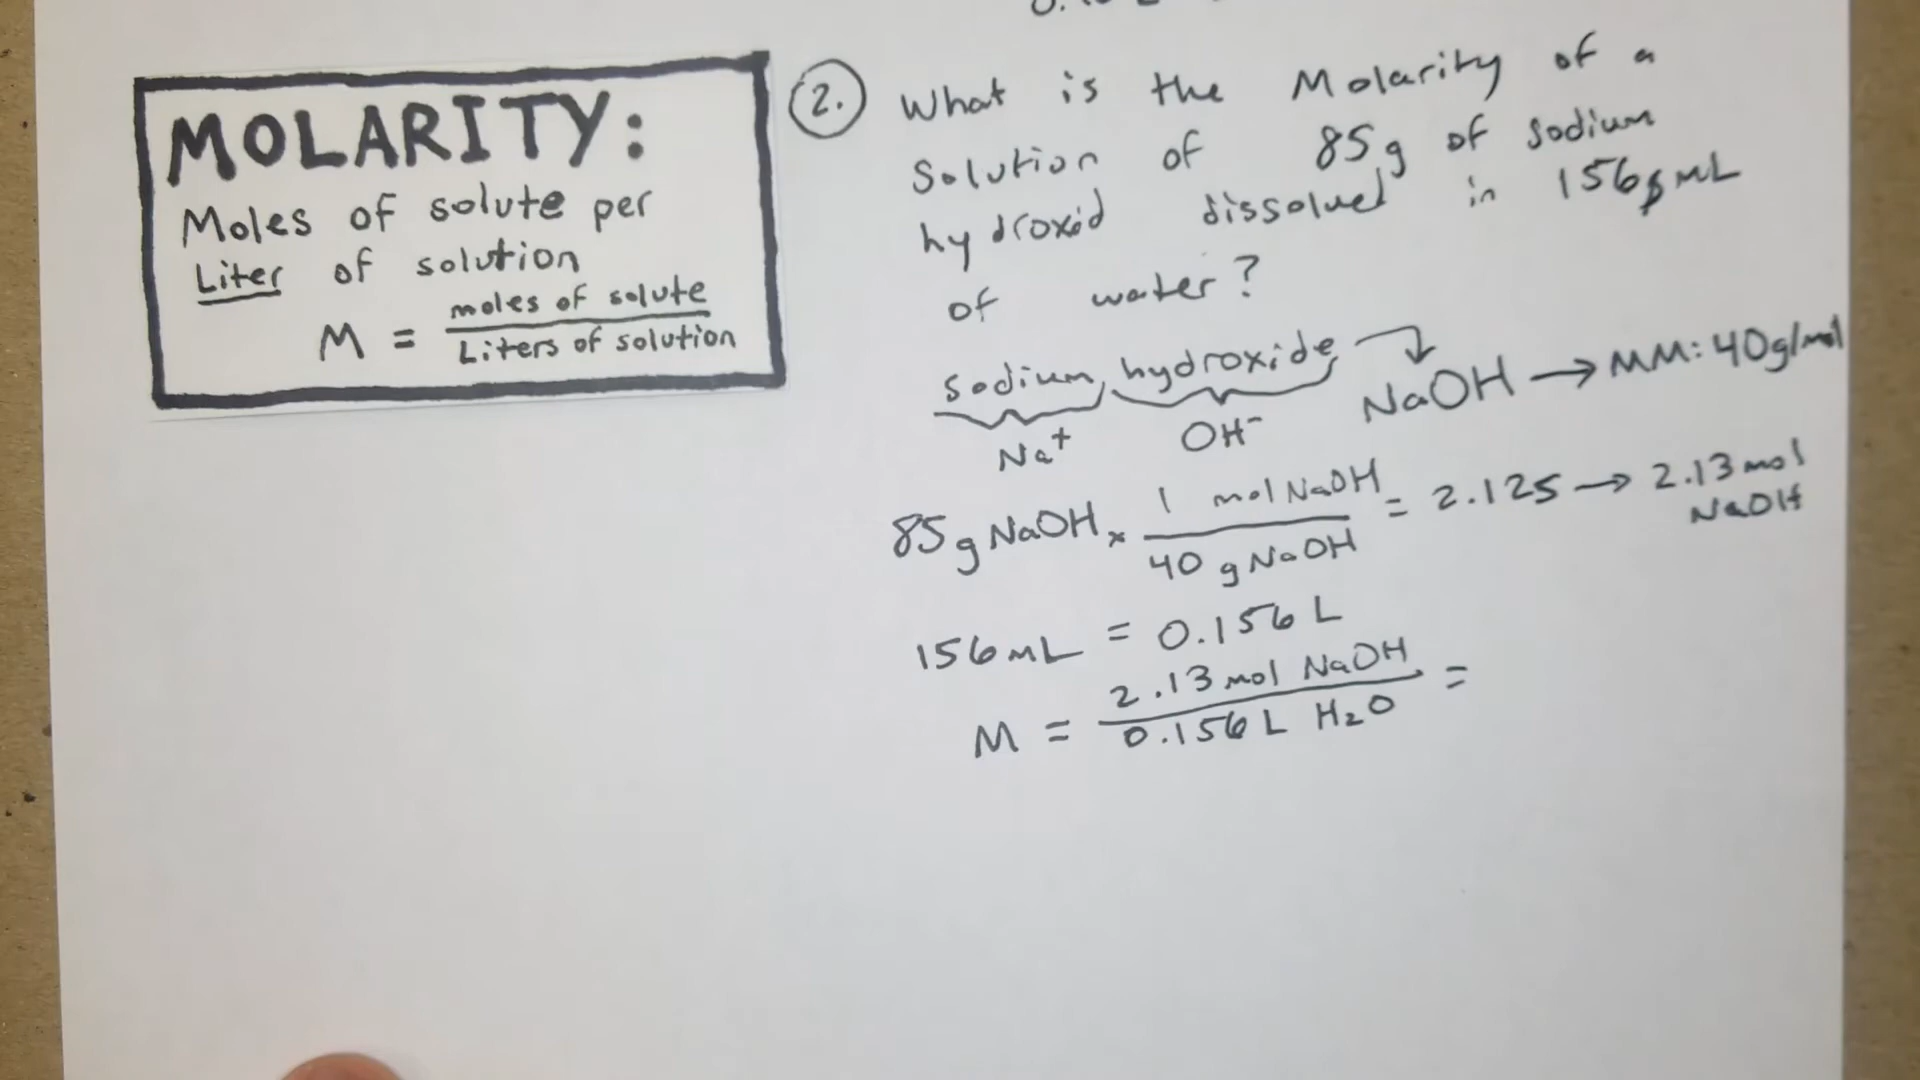 MOLARITY:
Moles of solute per
Liter of solution
M = moles of solute / Liters of solution
2. What is the Molarity of a
solution of 85g of sodium
hydroxid dissolved in 156 mL
of water?
sodium hydroxide → NaOH → MM: 40g/mol
Na⁺ OH⁻
85g NaOH x 1 mol NaOH / 40 g NaOH = 2.125 → 2.13 mol NaOH
156mL = 0.156 L
M = 2.13 mol NaOH / 0.156 L H₂O =